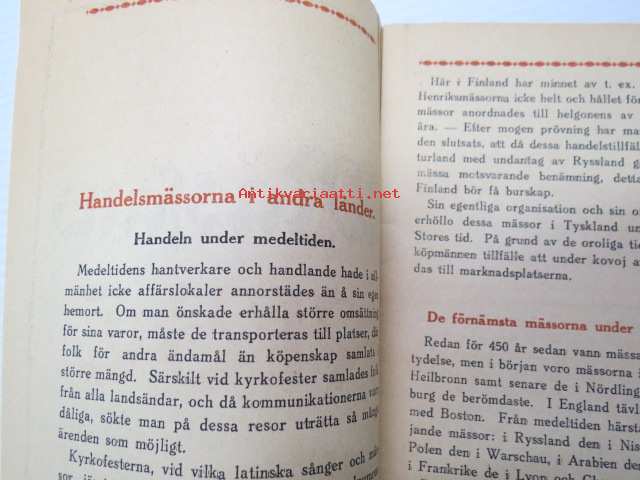 Handelsmässorna i andra länder.
Antikvariaatti.net
Handeln under medeltiden.
Medeltidens hantverkare och handlande hade i all-
mänhet icke affärslokaler annorstädes än å sin egen
hemort. Om man önskade erhålla större omsättning
för sina varor, måste de transporteras till platser, där
folk för andra ändamål än köpenskap samlats i
större mängd. Särskilt vid kyrkofester samlades folk
från alla landsändar, och då kommunikationerna voro
dåliga, sökte man på dessa resor uträtta så många
ärenden som möjligt.
Kyrkofesterna, vid vilka latinska sånger och
Här i Finland har minnet av t. ex.
Henriksmässorna icke helt och hållet för
mässor anordnades till helgonens av
ära. — Efter mogen prövning har ma
den slutsats, att då dessa handelstillfäl
turland med undantag av Ryssland g
mässa motsvarande benämning, detta
Finland bör få burskap.
Sin egentliga organisation och sin o
erhöllo dessa mässor i Tyskland un
Stores tid. På grund av de oroliga ti
köpmännen tillfälle att under kovoj a
das till marknadsplatserna.
De förnämsta mässorna under
Redan för 450 år sedan vann mässa
tydelse, men i början voro mässorna i
Heilbronn samt senare de i Nördling
burg de berömdaste. I England tävl
med Boston. Från medeltiden härsta
jande mässor: i Ryssland den i Nis
Polen den i Warschau, i Arabien de
i Frankrike de i Lyon och